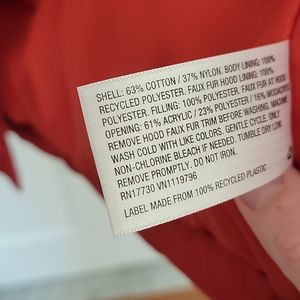 SHELL: 63% COTTON / 37% NYLON. BODY LINING: 100%
RECYCLED POLYESTER. FAUX FUR HOOD LINING: 100%
POLYESTER. FILLING: 100% POLYESTER. FAUX FUR AT HOOD
OPENING: 61% ACRYLIC / 23% POLYESTER / 16% MODACRYLIC
REMOVE HOOD FAUX FUR TRIM BEFORE WASHING. MACHINE
WASH COLD WITH LIKE COLORS. GENTLE CYCLE. ONLY
NON-CHLORINE BLEACH IF NEEDED. TUMBLE DRY LOW.
REMOVE PROMPTLY. DO NOT IRON.
RN17730 VN1119796
LABEL MADE FROM 100% RECYCLED PLASTIC